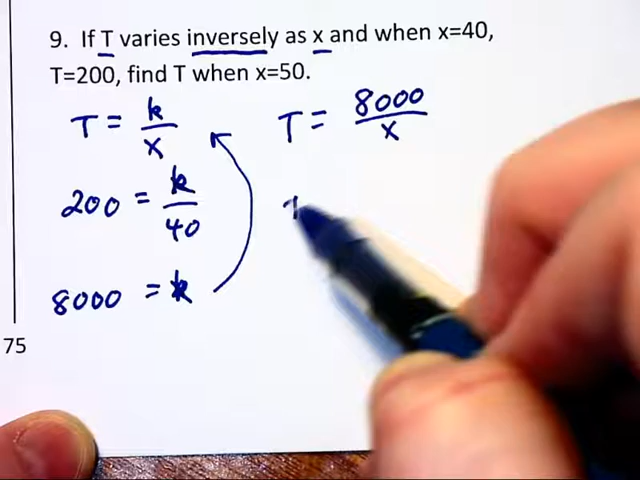 9. If T varies inversely as x and when x=40,
T=200, find T when x=50.
T = k/x
200 = k/40
8000 = k
T = 8000/x
75